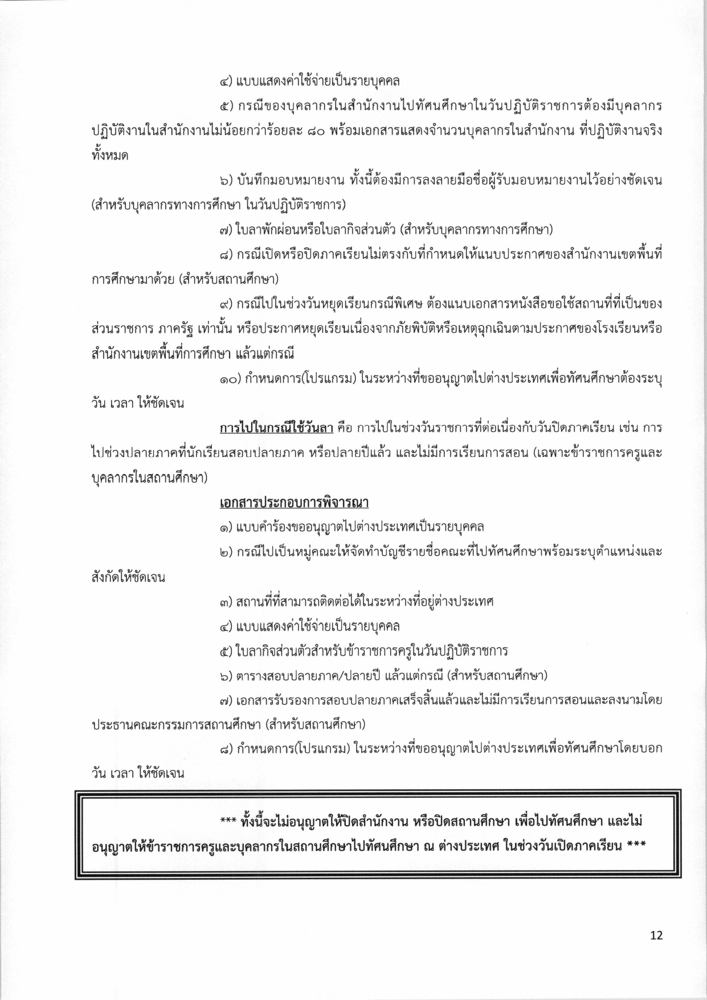 ๔) แบบแสดงค่าใช้จ่ายเป็นรายบุคคล
๕) กรณีของบุคลากรในสำนักงานไปทัศนศึกษาในวันปฏิบัติราชการต้องมีบุคลากร
ปฏิบัติงานในสำนักงานไม่น้อยกว่าร้อยละ ๘๐ พร้อมเอกสารแสดงจำนวนบุคลากรในสำนักงาน ที่ปฏิบัติงานจริง
ทั้งหมด
๖) บันทึกมอบหมายงาน ทั้งนี้ต้องมีการลงลายมือชื่อผู้รับมอบหมายงานไว้อย่างชัดเจน
(สำหรับบุคลากรทางการศึกษา ในวันปฏิบัติราชการ)
๗) ใบลาพักผ่อนหรือใบลากิจส่วนตัว (สำหรับบุคลากรทางการศึกษา)
๘) กรณีเปิดหรือปิดภาคเรียนไม่ตรงกับที่กำหนดให้แนบประกาศของสำนักงานเขตพื้นที่
การศึกษามาด้วย (สำหรับสถานศึกษา)
๙) กรณีไปในช่วงวันหยุดเรียนกรณีพิเศษ ต้องแนบเอกสารหนังสือขอใช้สถานที่ที่เป็นของ
ส่วนราชการ ภาครัฐ เท่านั้น หรือประกาศหยุดเรียนเนื่องจากภัยพิบัติหรือเหตุฉุกเฉินตามประกาศของโรงเรียนหรือ
สำนักงานเขตพื้นที่การศึกษา แล้วแต่กรณี
๑๐) กำหนดการ(โปรแกรม) ในระหว่างที่ขออนุญาตไปต่างประเทศเพื่อทัศนศึกษาต้องระบุ
วัน เวลา ให้ชัดเจน
การไปในกรณีใช้วันลา คือ การไปในช่วงวันราชการที่ต่อเนื่องกับวันปิดภาคเรียน เช่น การ
ไปช่วงปลายภาคที่นักเรียนสอบปลายภาค หรือปลายปีแล้ว และไม่มีการเรียนการสอน (เฉพาะข้าราชการครูและ
บุคลากรในสถานศึกษา)
เอกสารประกอบการพิจารณา
๑) แบบคำร้องขออนุญาตไปต่างประเทศเป็นรายบุคคล
๒) กรณีไปเป็นหมู่คณะให้จัดทำบัญชีรายชื่อคณะที่ไปทัศนศึกษาพร้อมระบุตำแหน่งและ
สังกัดให้ชัดเจน
๓) สถานที่ที่สามารถติดต่อได้ในระหว่างที่อยู่ต่างประเทศ
๔) แบบแสดงค่าใช้จ่ายเป็นรายบุคคล
๕) ใบลากิจส่วนตัวสำหรับข้าราชการครูในวันปฏิบัติราชการ
๖) ตารางสอบปลายภาค/ปลายปี แล้วแต่กรณี (สำหรับสถานศึกษา)
๗) เอกสารรับรองการสอบปลายภาคเสร็จสิ้นแล้วและไม่มีการเรียนการสอนและลงนามโดย
ประธานคณะกรรมการสถานศึกษา (สำหรับสถานศึกษา)
๘) กำหนดการ(โปรแกรม) ในระหว่างที่ขออนุญาตไปต่างประเทศเพื่อทัศนศึกษาโดยบอก
วัน เวลา ให้ชัดเจน
*** ทั้งนี้จะไม่อนุญาตให้ปิดสำนักงาน หรือปิดสถานศึกษา เพื่อไปทัศนศึกษา และไม่
อนุญาตให้ข้าราชการครูและบุคลากรในสถานศึกษาไปทัศนศึกษา ณ ต่างประเทศ ในช่วงวันเปิดภาคเรียน ***
12